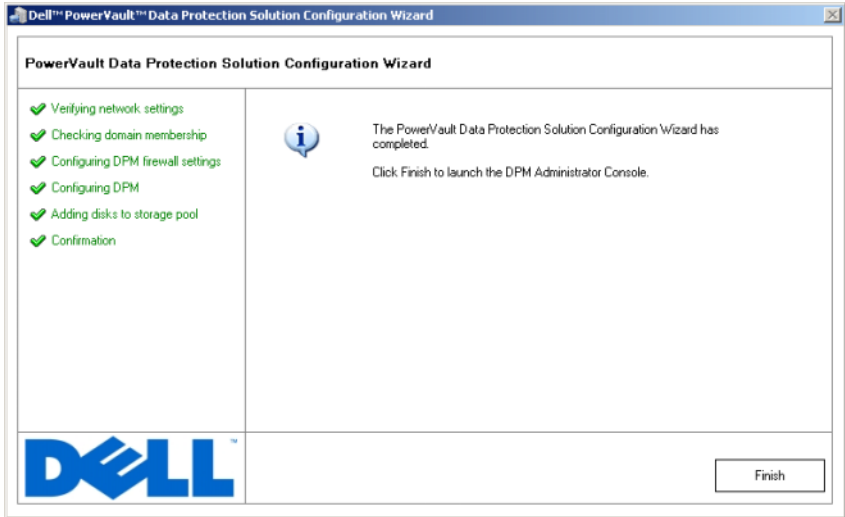 Dell™ PowerVault™ Data Protection Solution Configuration Wizard
PowerVault Data Protection Solution Configuration Wizard
Verifying network settings
Checking domain membership
Configuring DPM firewall settings
Configuring DPM
Adding disks to storage pool
Confirmation
The PowerVault Data Protection Solution Configuration Wizard has
completed.
Click Finish to launch the DPM Administrator Console.
DELL™
Finish